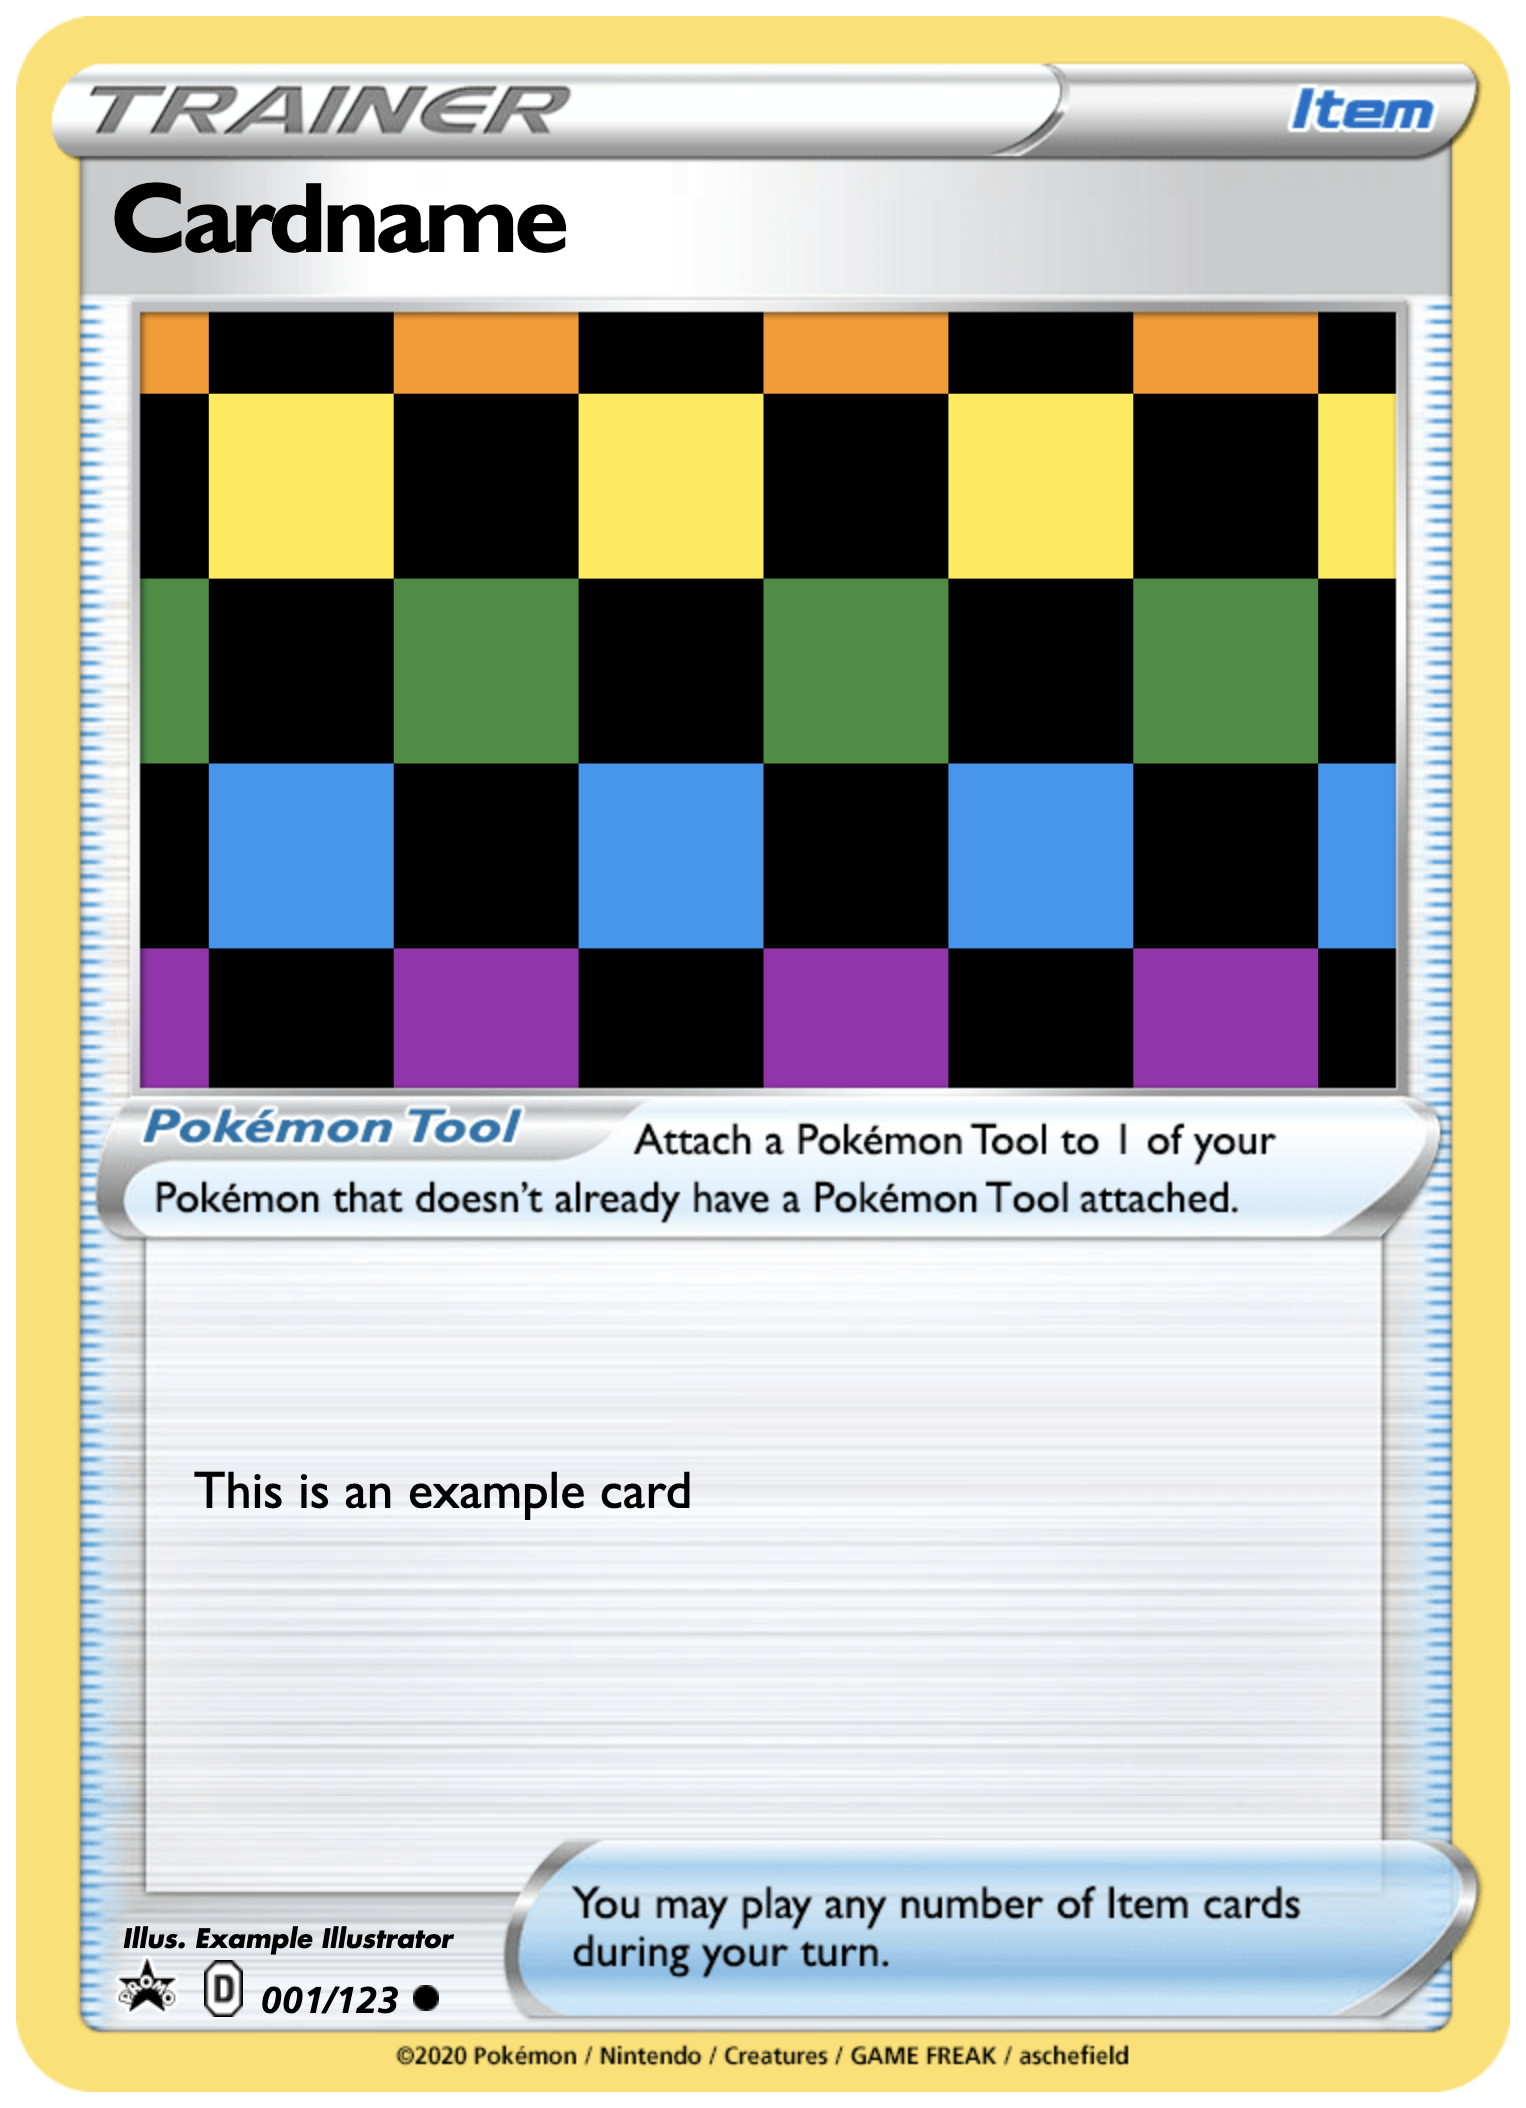 TRAINER Item
Cardname
Pokémon Tool Attach a Pokémon Tool to 1 of your
Pokémon that doesn't already have a Pokémon Tool attached.
This is an example card
You may play any number of Item cards
during your turn.
Illus. Example Illustrator
PROMO D 001/123
©2020 Pokémon / Nintendo / Creatures / GAME FREAK / aschefield